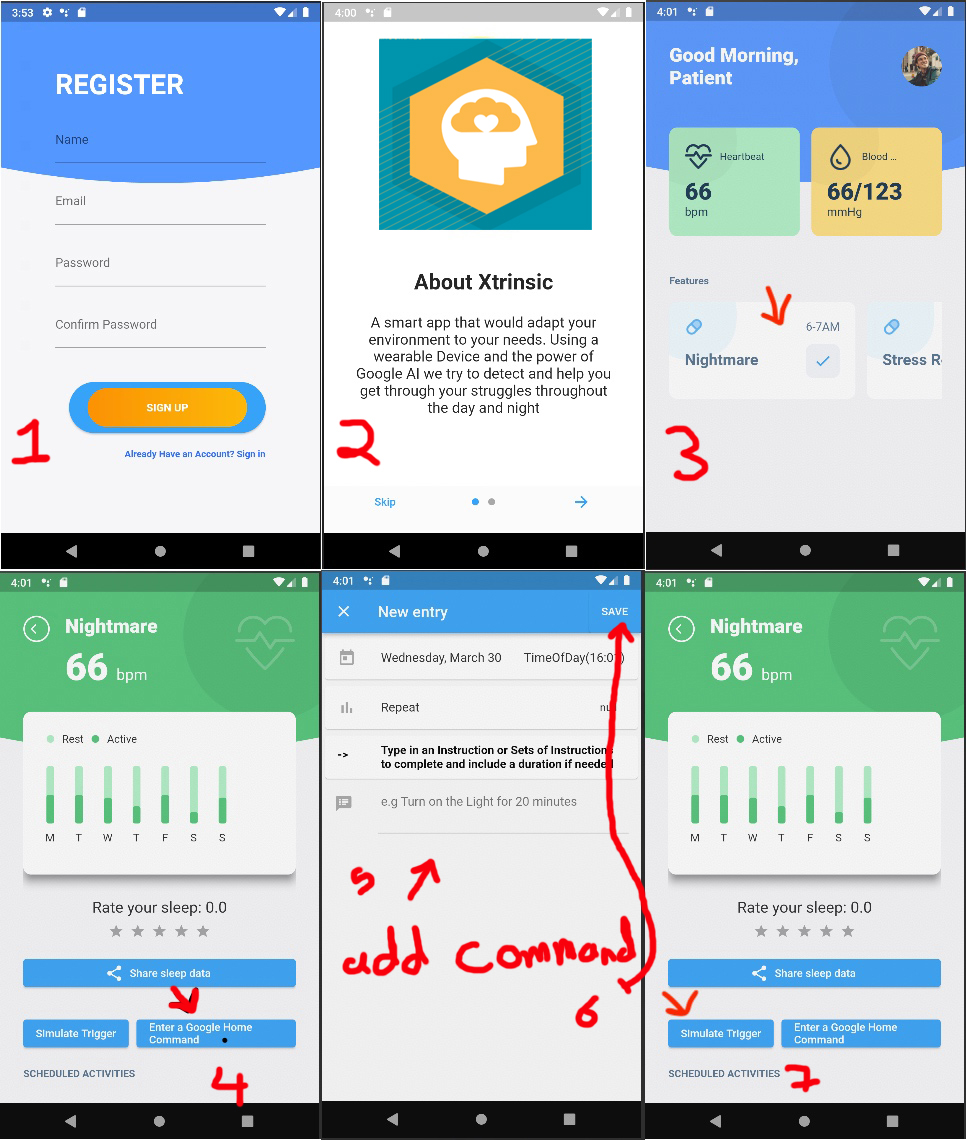 3:53
REGISTER
Name
Email
Password
Confirm Password
SIGN UP
Already Have an Account? Sign in
1
4:00
About Xtrinsic
A smart app that would adapt your
environment to your needs. Using a
wearable Device and the power of
Google AI we try to detect and help you
get through your struggles throughout
the day and night
2
Skip
4:01
Good Morning,
Patient
Heartbeat
66
bpm
Blood ...
66/123
mmHg
Features
6-7AM
Nightmare
Stress R
3
4:01
Nightmare
66 bpm
Rest Active
M T W T F S S
Rate your sleep: 0.0
Share sleep data
Simulate Trigger
Enter a Google Home
Command
SCHEDULED ACTIVITIES
4
4:01
New entry
SAVE
Wednesday, March 30 TimeOfDay(16:0 )
Repeat
->
Type in an Instruction or Sets of Instructions
to complete and include a duration if needed
e.g Turn on the Light for 20 minutes
5
add command
6
4:01
Nightmare
66 bpm
Rest Active
M T W T F S S
Rate your sleep: 0.0
Share sleep data
Simulate Trigger
Enter a Google Home
Command
SCHEDULED ACTIVITIES
7